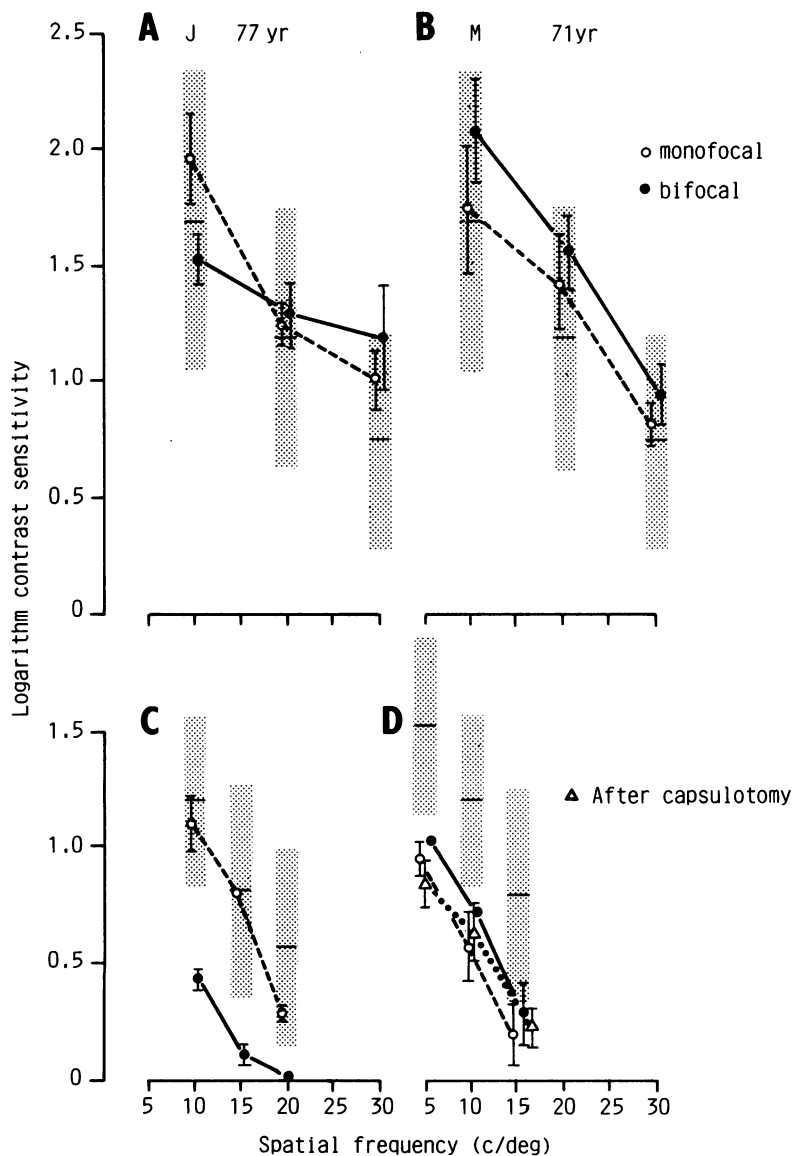 A J 77 yr
B M 71yr
2.5
2.0
1.5
1.0
0.5
0
monofocal
bifocal
Logarithm contrast sensitivity
C
D
1.5
1.0
0.5
0
After capsulotomy
5 10 15 20 30
5 10 15 20 30
Spatial frequency (c/deg)